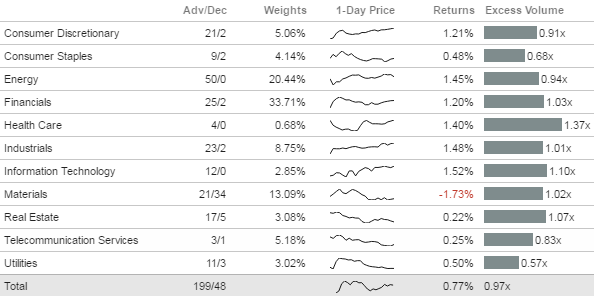 Adv/Dec Weights 1-Day Price Returns Excess Volume
Consumer Discretionary 21/2 5.06% 1.21% 0.91x
Consumer Staples 9/2 4.14% 0.48% 0.68x
Energy 50/0 20.44% 1.45% 0.94x
Financials 25/2 33.71% 1.20% 1.03x
Health Care 4/0 0.68% 1.40% 1.37x
Industrials 23/2 8.75% 1.48% 1.01x
Information Technology 12/0 2.85% 1.52% 1.10x
Materials 21/34 13.09% -1.73% 1.02x
Real Estate 17/5 3.08% 0.22% 1.07x
Telecommunication Services 3/1 5.18% 0.25% 0.83x
Utilities 11/3 3.02% 0.50% 0.57x
Total 199/48 0.77% 0.97x